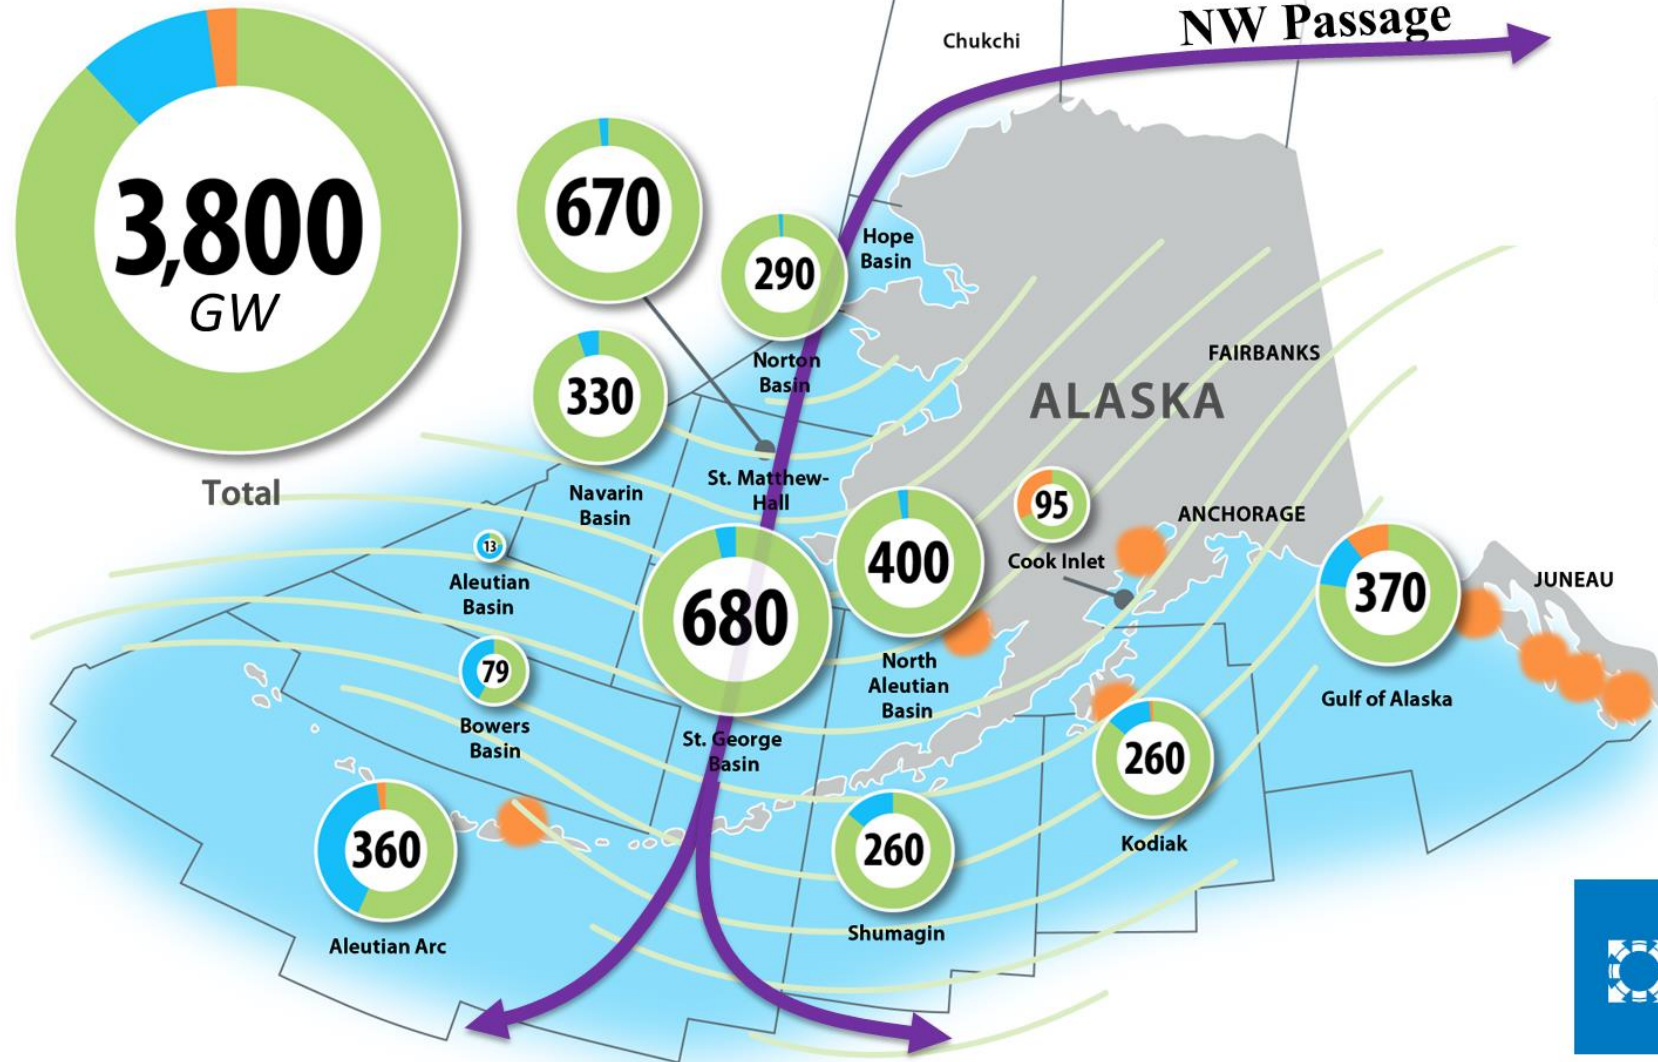 NW Passage
Chukchi
3,800
GW
Total
670
290
Hope
Basin
330
Norton
Basin
FAIRBANKS
ALASKA
St. Matthew-
Hall
Navarin
Basin
95
ANCHORAGE
Cook Inlet
13
Aleutian
Basin
680
400
370
JUNEAU
79
Bowers
Basin
North
Aleutian
Basin
Gulf of Alaska
St. George
Basin
260
Kodiak
360
Aleutian Arc
260
Shumagin